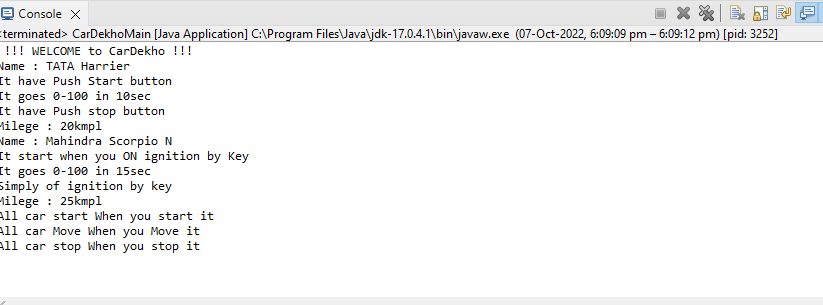 Console
<terminated> CarDekhoMain [Java Application] C:\Program Files\Java\jdk-17.0.4.1\bin\javaw.exe (07-Oct-2022, 6:09:09 pm – 6:09:12 pm) [pid: 3252]
!!! WELCOME to CarDekho !!!
Name : TATA Harrier
It have Push Start button
It goes 0-100 in 10sec
It have Push stop button
Milege : 20kmpl
Name : Mahindra Scorpio N
It start when you ON ignition by Key
It goes 0-100 in 15sec
Simply of ignition by key
Milege : 25kmpl
All car start When you start it
All car Move When you Move it
All car stop When you stop it